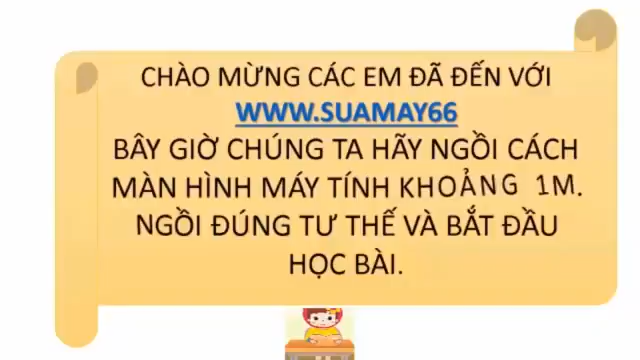 CHÀO MỪNG CÁC EM ĐÃ ĐẾN VỚI
WWW.SUAMAY66
BÂY GIỜ CHÚNG TA HÃY NGỒI CÁCH
MÀN HÌNH MÁY TÍNH KHOẢNG 1M.
NGỒI ĐÚNG TƯ THẾ VÀ BẮT ĐẦU
HỌC BÀI.